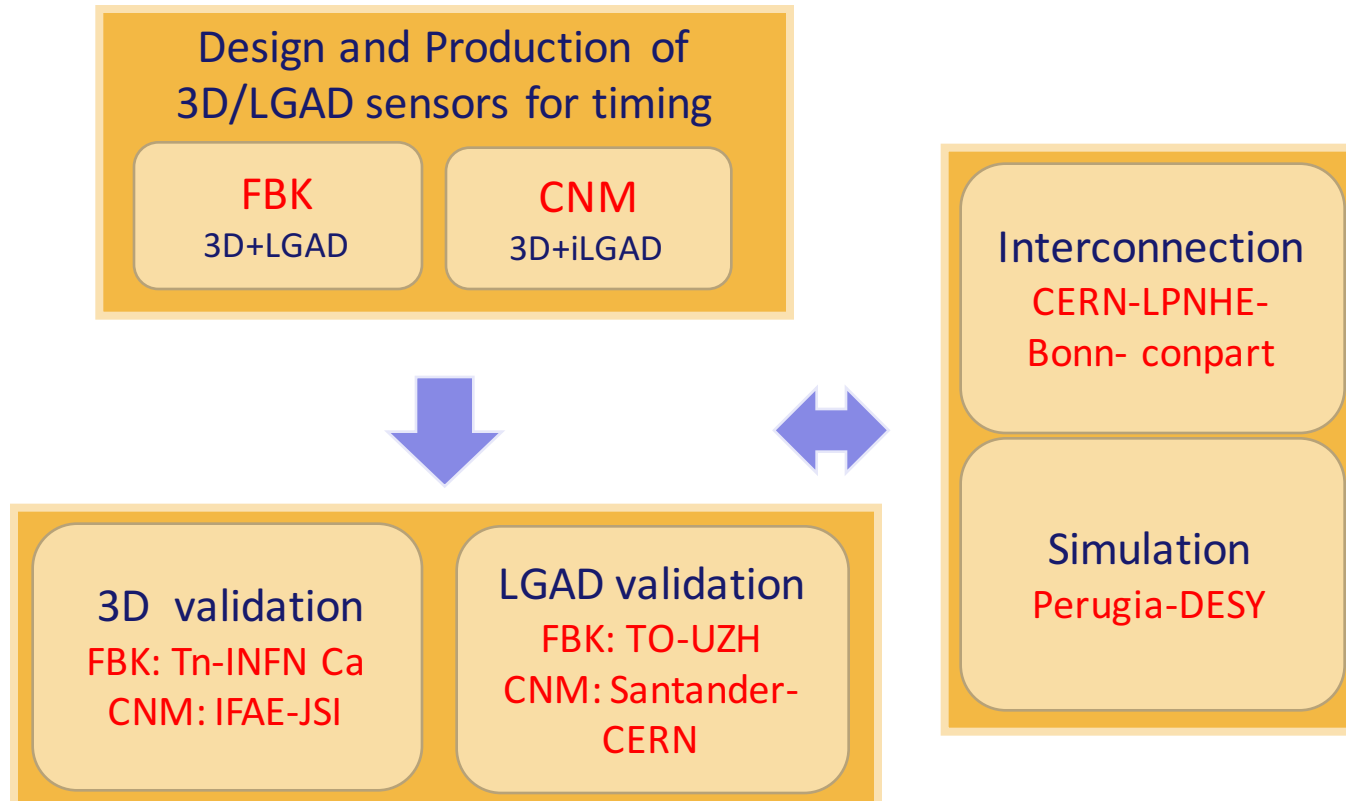 Design and Production of
3D/LGAD sensors for timing
FBK
3D+LGAD
CNM
3D+iLGAD
Interconnection
CERN-LPNHE-
Bonn- conpart
Simulation
Perugia-DESY
3D validation
FBK: Tn-INFN Ca
CNM: IFAE-JSI
LGAD validation
FBK: TO-UZH
CNM: Santander-
CERN